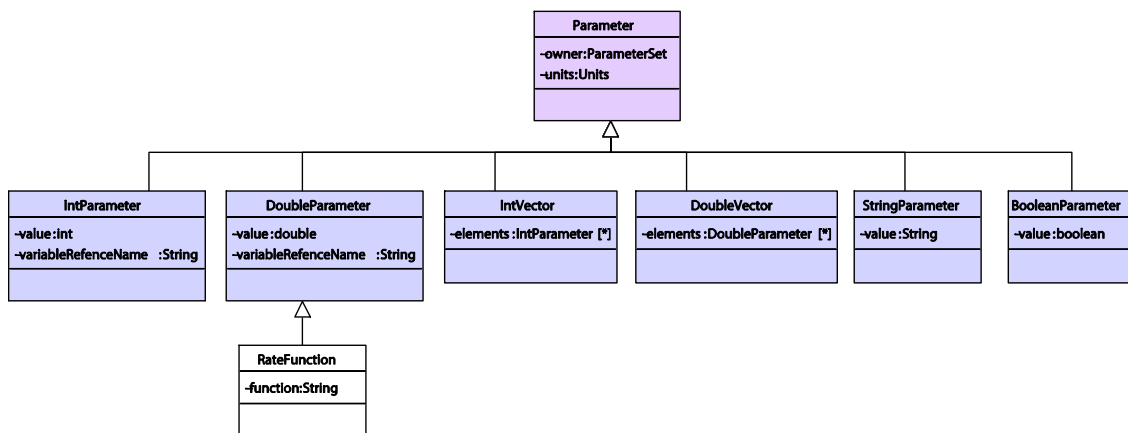 Parameter
-owner:ParameterSet
-units:Units
IntParameter
-value:int
-variableRefenceName :String
DoubleParameter
-value:double
-variableRefenceName :String
IntVector
-elements:IntParameter [*]
DoubleVector
-elements:DoubleParameter [*]
StringParameter
-value:String
BooleanParameter
-value:boolean
RateFunction
-function:String